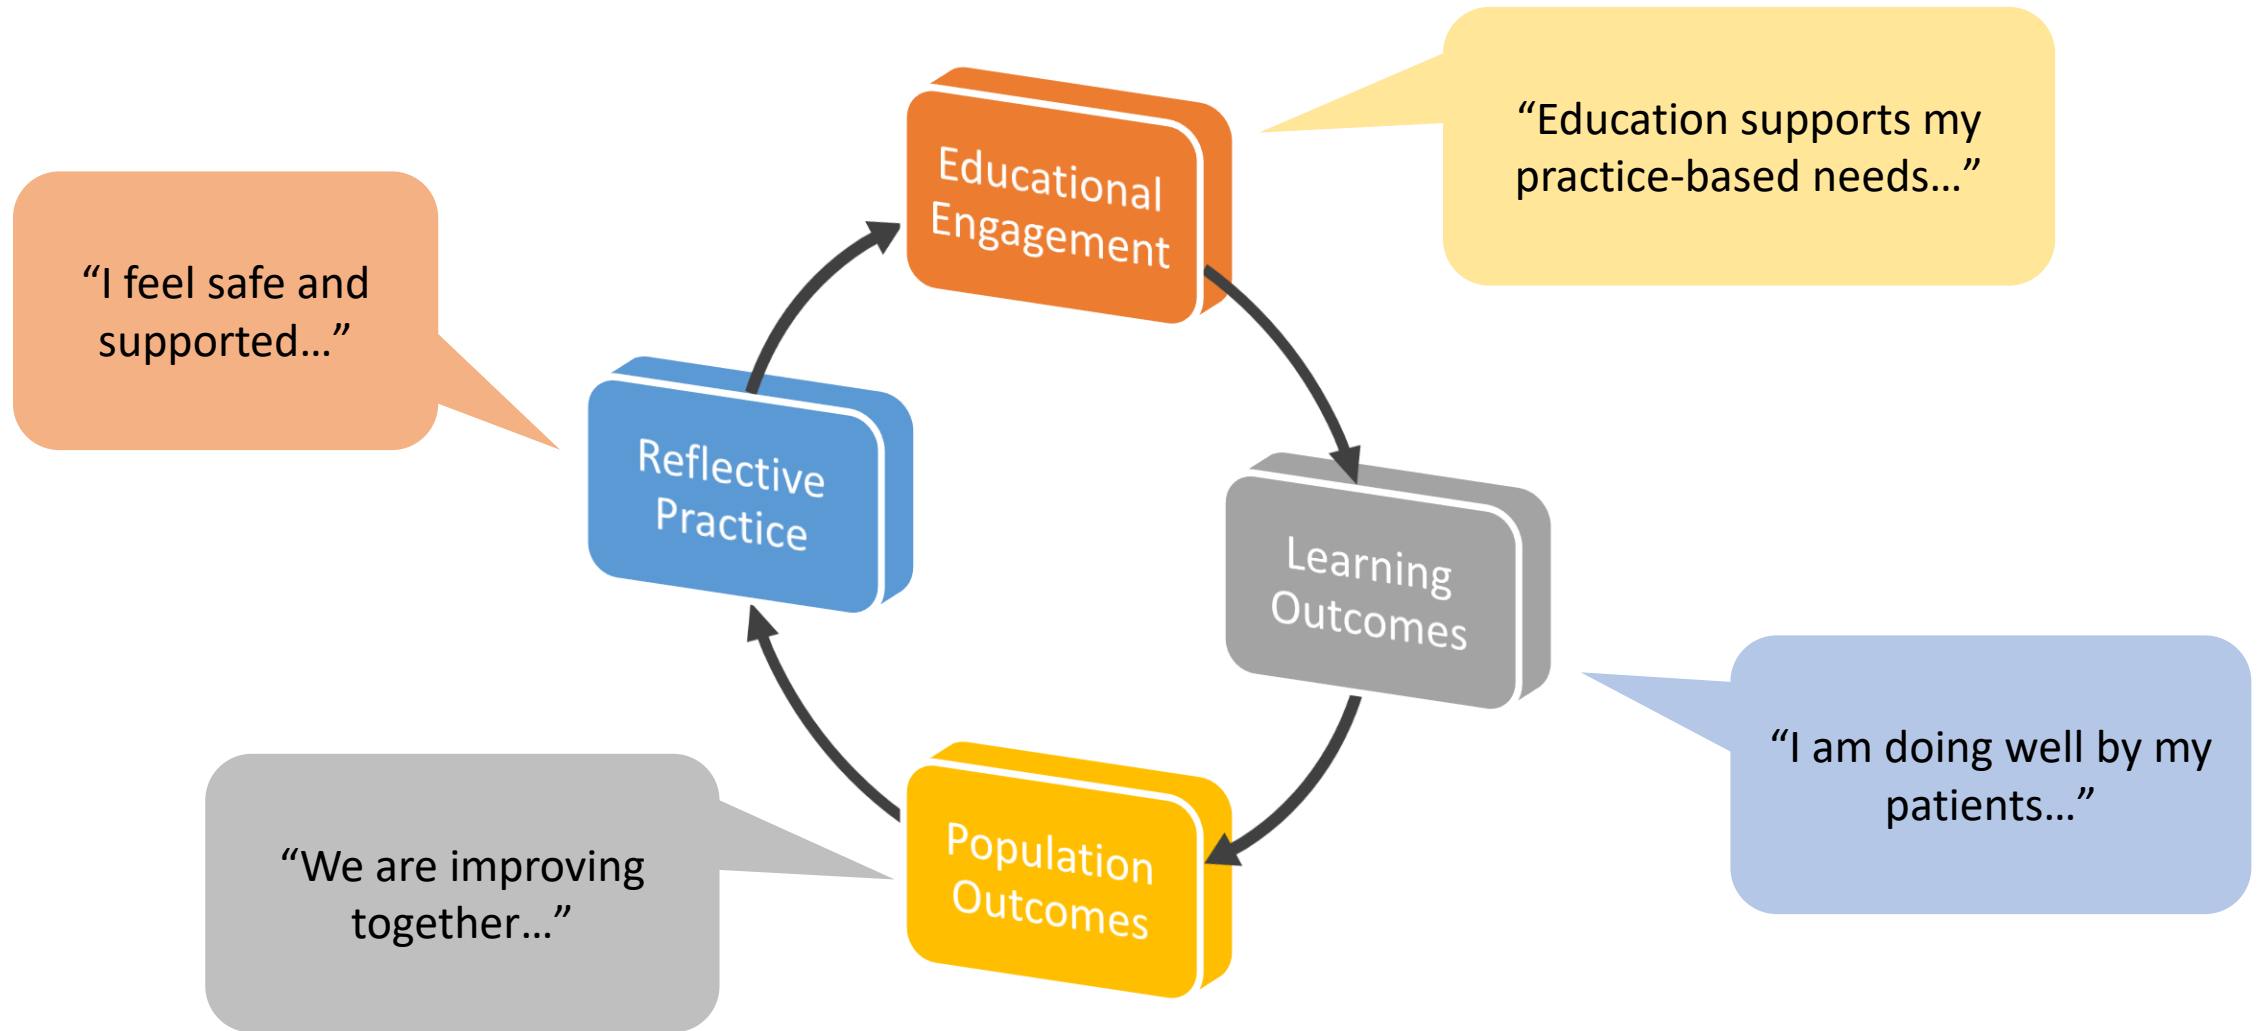 Educational
Engagement
“Education supports my
practice-based needs…”
“I feel safe and
supported…”
Reflective
Practice
Learning
Outcomes
“I am doing well by my
patients…”
Population
Outcomes
“We are improving
together…”